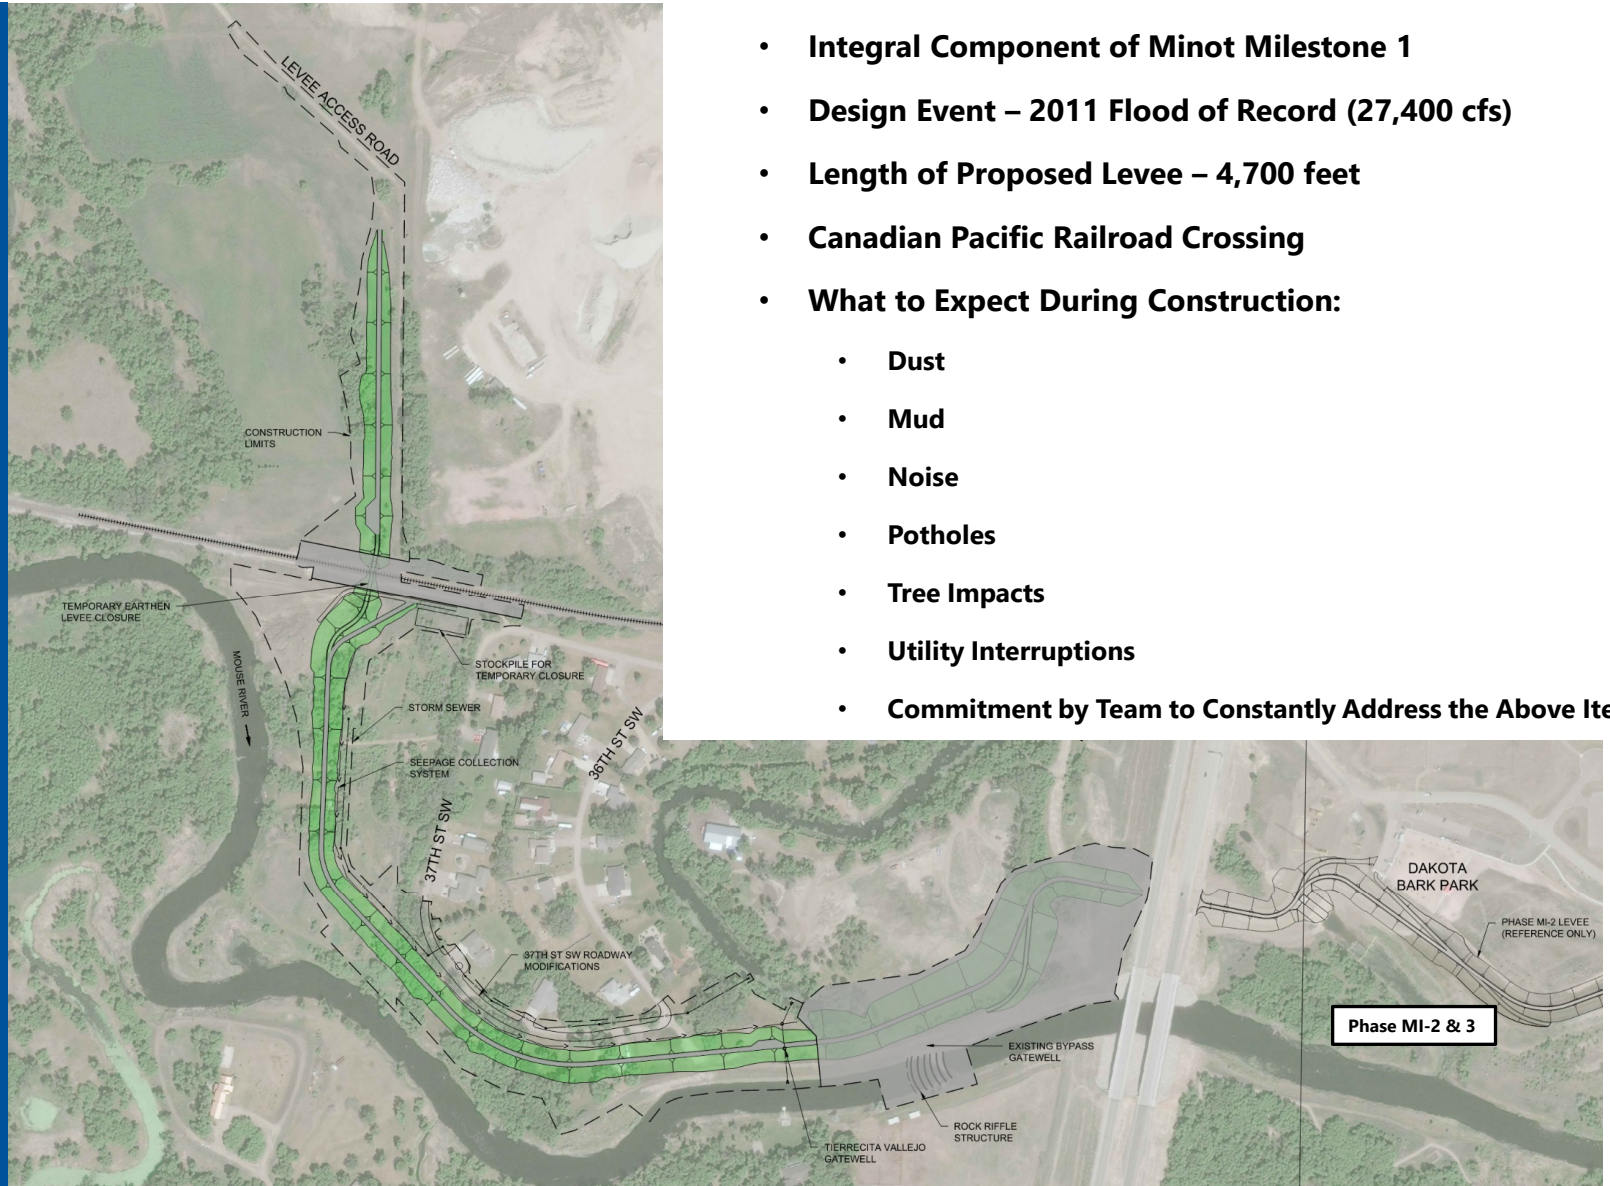 • Integral Component of Minot Milestone 1
• Design Event – 2011 Flood of Record (27,400 cfs)
• Length of Proposed Levee – 4,700 feet
• Canadian Pacific Railroad Crossing
• What to Expect During Construction:
• Dust
• Mud
• Noise
• Potholes
• Tree Impacts
• Utility Interruptions
• Commitment by Team to Constantly Address the Above Ite
LEVEE ACCESS ROAD
CONSTRUCTION
LIMITS
TEMPORARY EARTHEN
LEVEE CLOSURE
MOUSE RIVER
STOCKPILE FOR
TEMPORARY CLOSURE
STORM SEWER
SEEPAGE COLLECTION
SYSTEM
36TH ST SW
37TH ST SW
37TH ST SW ROADWAY
MODIFICATIONS
DAKOTA
BARK PARK
PHASE MI-2 LEVEE
(REFERENCE ONLY)
Phase MI-2 & 3
EXISTING BYPASS
GATEWELL
ROCK RIFFLE
STRUCTURE
TIERRECITA VALLEJO
GATEWELL